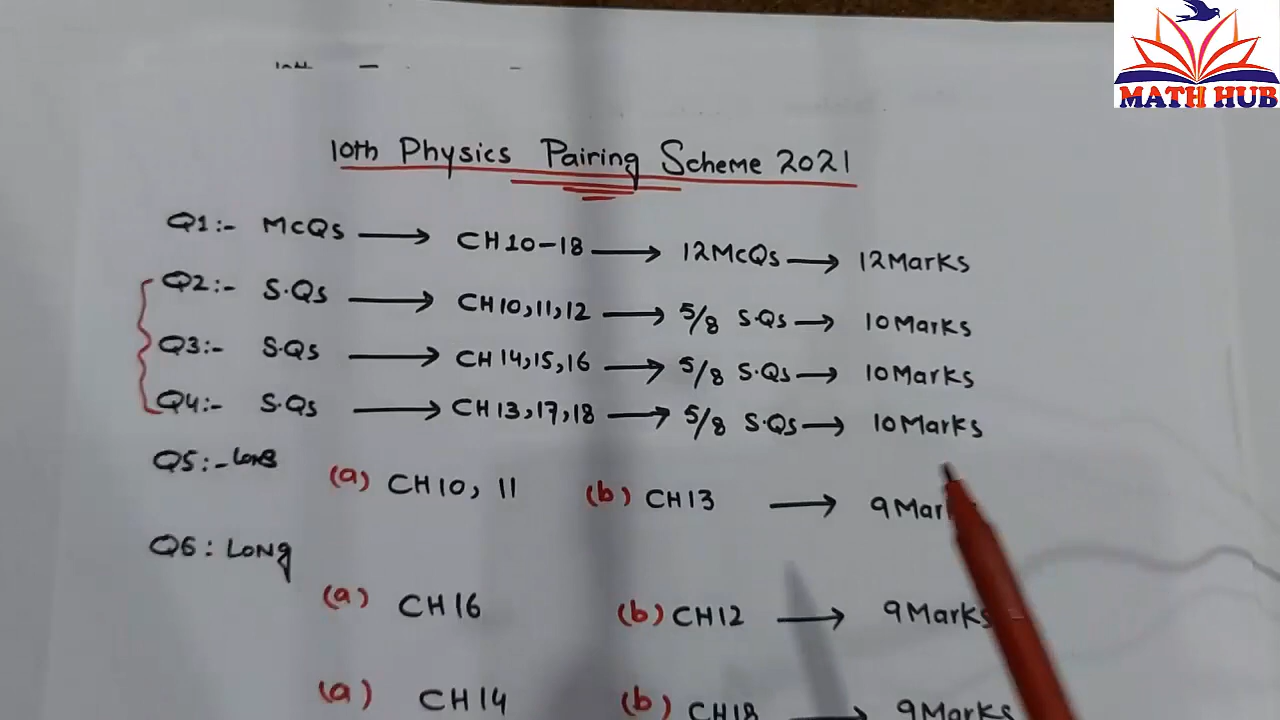 MATH HUB
10th Physics Pairing Scheme 2021
Q1:- McQs → CH10-18 → 12McQs → 12Marks
Q2:- S.Qs → CH10,11,12 → 5/8 S.Qs → 10Marks
Q3:- S.Qs → CH14,15,16 → 5/8 S.Qs → 10Marks
Q4:- S.Qs → CH13,17,18 → 5/8 S.Qs → 10Marks
Q5:- Long (a) CH10, 11 (b) CH13 → 9Mar
Q6: LONg
(a) CH16 (b) CH12 → 9Marks
(a) CH14 (b) CH18 → 9Marks